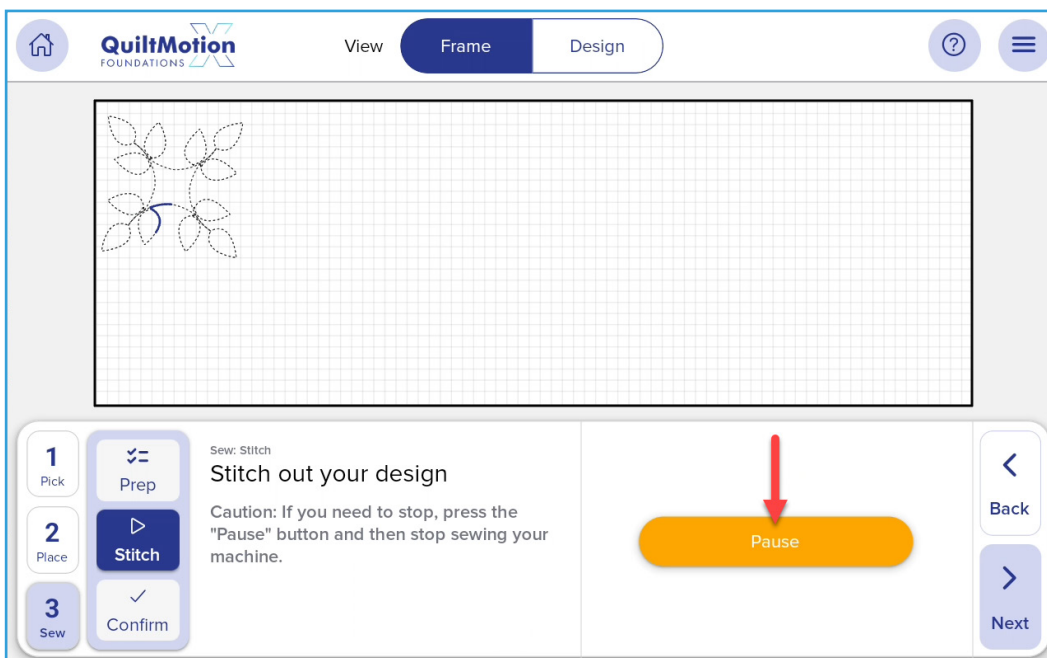 QuiltMotion
FOUNDATIONS X
View
Frame
Design
?
1
Pick
2
Place
3
Sew
Prep
Stitch
Confirm
Sew: Stitch
Stitch out your design
Caution: If you need to stop, press the
"Pause" button and then stop sewing your
machine.
Pause
Back
Next